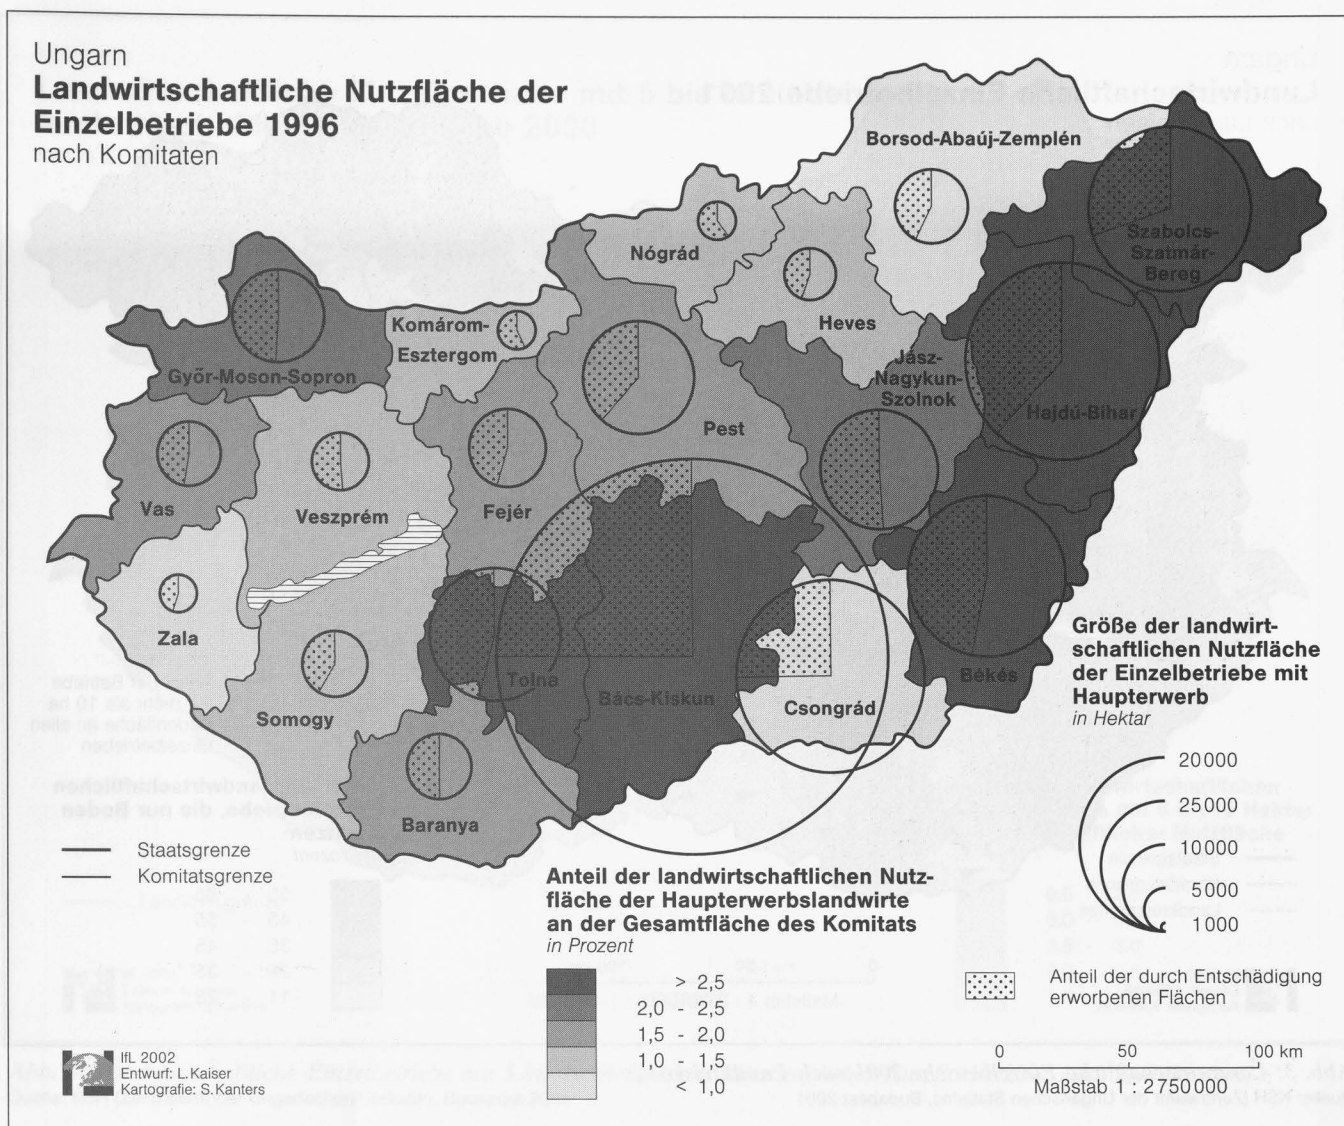 Ungarn
Landwirtschaftliche Nutzfläche der
Einzelbetriebe 1996
nach Komitaten
Borsod-Abaúj-Zemplén
Szabolcs-
Szatmár-
Bereg
Nógrád
Heves
Komárom-
Esztergom
Győr-Moson-Sopron
Jász-
Nagykun-
Szolnok
Hajdú-Bihar
Pest
Vas
Veszprém
Fejér
Zala
Tolna
Bács-Kiskun
Békés
Csongrád
Somogy
Baranya
Größe der landwirt-
schaftlichen Nutzfläche
der Einzelbetriebe mit
Haupterwerb
in Hektar
20000
25000
10000
5000
1000
Staatsgrenze
Komitatsgrenze
Anteil der landwirtschaftlichen Nutz-
fläche der Haupterwerbslandwirte
an der Gesamtfläche des Komitats
in Prozent
> 2,5
2,0 - 2,5
1,5 - 2,0
1,0 - 1,5
< 1,0
Anteil der durch Entschädigung
erworbenen Flächen
IfL 2002
Entwurf: L.Kaiser
Kartografie: S.Kanters
0 50 100 km
Maßstab 1 : 2750000